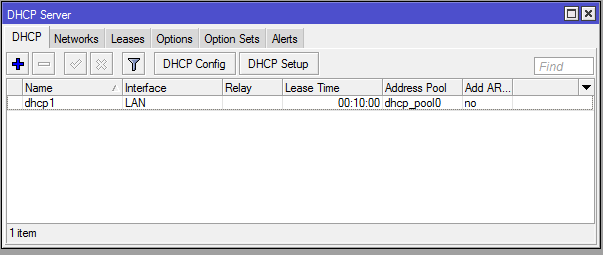 DHCP Server
DHCP Networks Leases Options Option Sets Alerts
DHCP Config DHCP Setup Find
Name Interface Relay Lease Time Address Pool Add AR...
dhcp1 LAN 00:10:00 dhcp_pool0 no
1 item